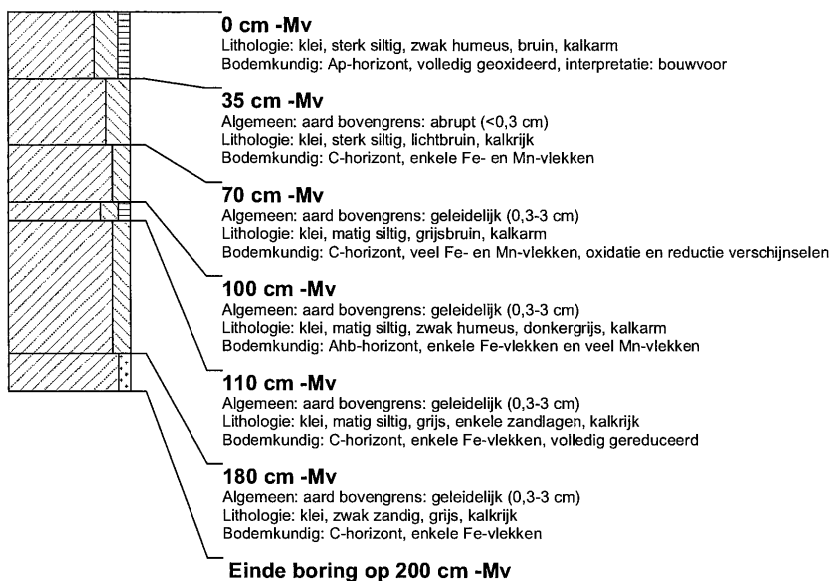 0 cm -Mv
Lithologie: klei, sterk siltig, zwak humeus, bruin, kalkarm
Bodemkundig: Ap-horizont, volledig geoxideerd, interpretatie: bouwvoor
35 cm -Mv
Algemeen: aard bovengrens: abrupt (<0,3 cm)
Lithologie: klei, sterk siltig, lichtbruin, kalkrijk
Bodemkundig: C-horizont, enkele Fe- en Mn-vlekken
70 cm -Mv
Algemeen: aard bovengrens: geleidelijk (0,3-3 cm)
Lithologie: klei, matig siltig, grijsbruin, kalkarm
Bodemkundig: C-horizont, veel Fe- en Mn-vlekken, oxidatie en reductie verschijnselen
100 cm -Mv
Algemeen: aard bovengrens: geleidelijk (0,3-3 cm)
Lithologie: klei, matig siltig, zwak humeus, donkergrijs, kalkarm
Bodemkundig: Ahb-horizont, enkele Fe-vlekken en veel Mn-vlekken
110 cm -Mv
Algemeen: aard bovengrens: geleidelijk (0,3-3 cm)
Lithologie: klei, matig siltig, grijs, enkele zandlagen, kalkrijk
Bodemkundig: C-horizont, enkele Fe-vlekken, volledig gereduceerd
180 cm -Mv
Algemeen: aard bovengrens: geleidelijk (0,3-3 cm)
Lithologie: klei, zwak zandig, grijs, kalkrijk
Bodemkundig: C-horizont, enkele Fe-vlekken
Einde boring op 200 cm -Mv